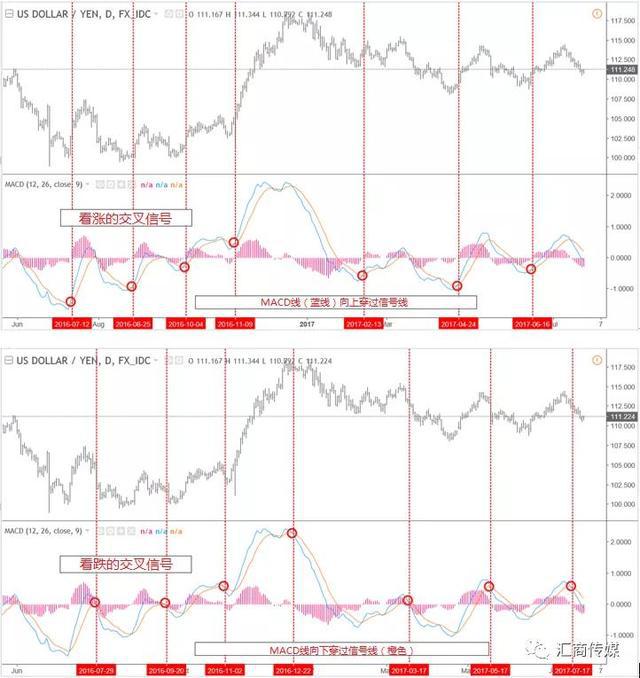 US DOLLAR / YEN, D, FX_IDC O 111.167 H 111.344 L 110.792 C 111.248
117.500
115.000
112.500
111.248
110.000
107.500
105.000
102.500
100.000
MACD (12, 26, close, 9) n/a n/a n/a
2.0000
看涨的交叉信号
1.0000
0.0000
-1.0000
MACD线（蓝线）向上穿过信号线
Jun 2016-07-12 Aug 2016-08-25 2016-10-04 2016-11-09 2017 2017-02-13 Mar 2017-04-24 2017-06-16 Jul 7
US DOLLAR / YEN, D, FX_IDC O 111.167 H 111.344 L 110.792 C 111.224
117.500
115.000
112.500
111.224
110.000
107.500
105.000
102.500
100.000
MACD (12, 26, close, 9) n/a n/a n/a
2.0000
看跌的交叉信号
1.0000
0.0000
-1.0000
MACD线向下穿过信号线（橙色）
汇商传媒
Jun 2016-07-29 2016-09-20 2016-11-02 2016-12-22 2017-03-17 2017-05-17 2017-07-17 7